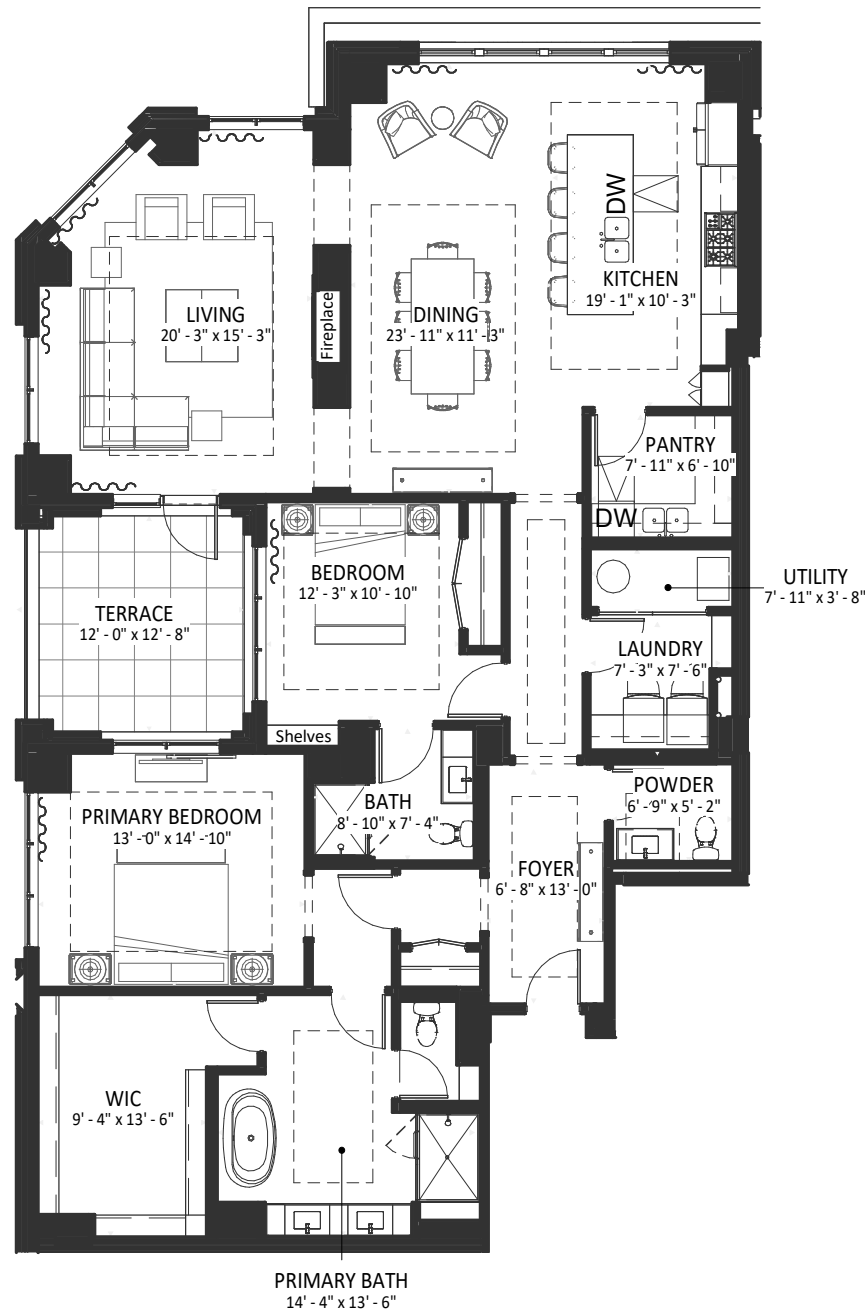 DW
KITCHEN
19' - 1" x 10' - 3"
LIVING
20' - 3" x 15' - 3"
Fireplace
DINING
23' - 11" x 11' - 3"
PANTRY
7' - 11" x 6' - 10"
DW
UTILITY
7' - 11" x 3' - 8"
BEDROOM
12' - 3" x 10' - 10"
TERRACE
12' - 0" x 12' - 8"
LAUNDRY
7' - 3" x 7' - 6"
Shelves
POWDER
6' - 9" x 5' - 2"
BATH
8' - 10" x 7' - 4"
PRIMARY BEDROOM
13' - 0" x 14' - 10"
FOYER
6' - 8" x 13' - 0"
WIC
9' - 4" x 13' - 6"
PRIMARY BATH
14' - 4" x 13' - 6"